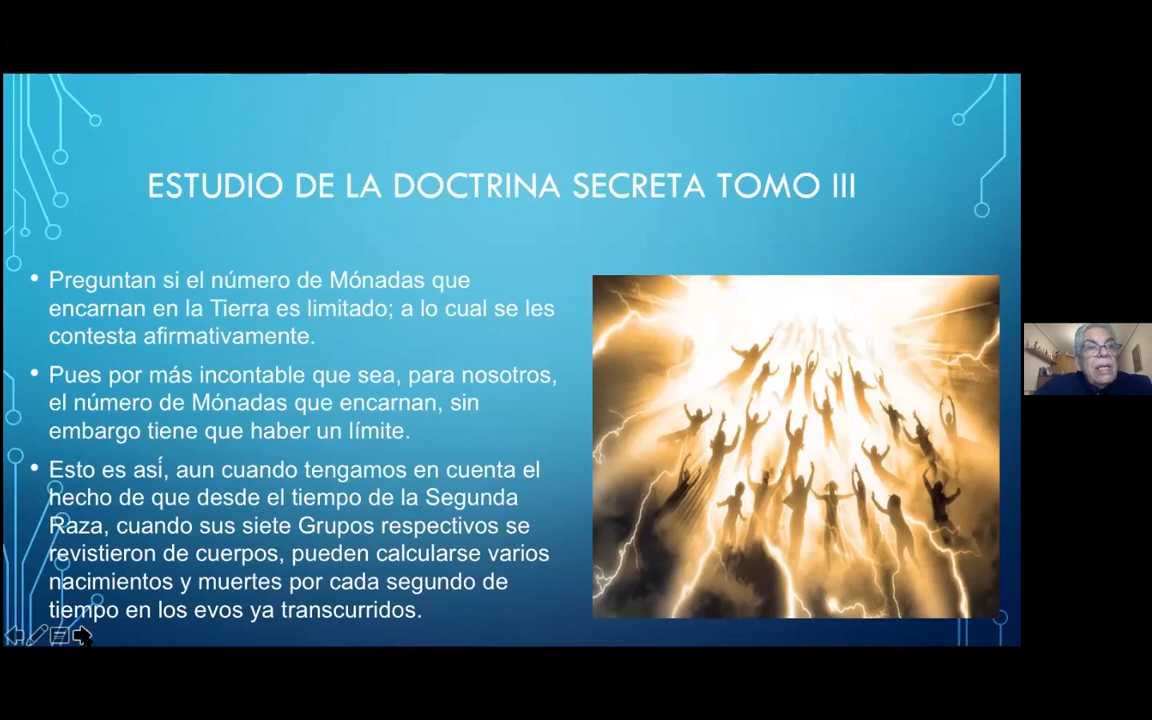 ESTUDIO DE LA DOCTRINA SECRETA TOMO III
• Preguntan si el número de Mónadas que
encarnan en la Tierra es limitado; a lo cual se les
contesta afirmativamente.
• Pues por más incontable que sea, para nosotros,
el número de Mónadas que encarnan, sin
embargo tiene que haber un límite.
• Esto es así, aun cuando tengamos en cuenta el
hecho de que desde el tiempo de la Segunda
Raza, cuando sus siete Grupos respectivos se
revistieron de cuerpos, pueden calcularse varios
nacimientos y muertes por cada segundo de
tiempo en los evos ya transcurridos.